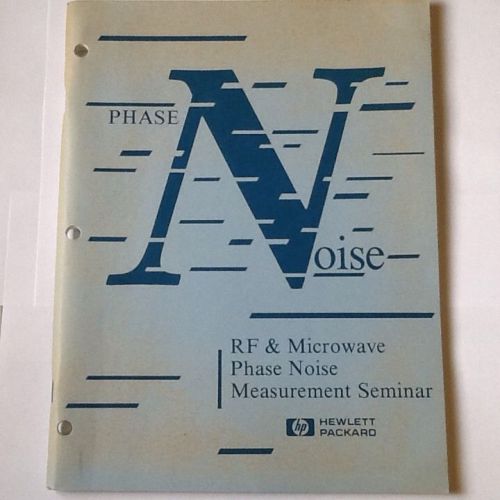 PHASE
Noise
RF & Microwave
Phase Noise
Measurement Seminar
hp HEWLETT
PACKARD